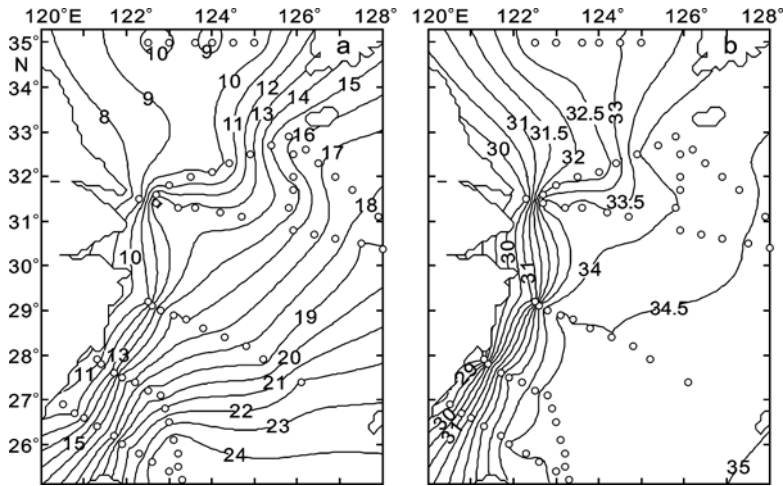 120°E 122° 124° 126° 128° 120°E 122° 124° 126° 128°
35° N 34° 33° 32° 31° 30° 29° 28° 27° 26°
a
10 9 10 12 15 14 13 11 9 8 16 17 18 10 19 20 21 22 23 24 13 11 15
b
32.5 33 31 31.5 32 30 33.5 30 31 34 34.5 29 30 31 35